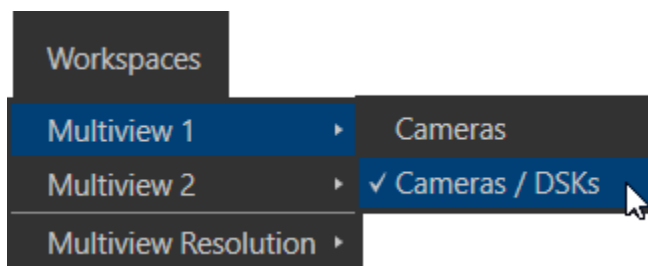 Workspaces
Multiview 1
Cameras
Multiview 2
✓ Cameras / DSKs
Multiview Resolution